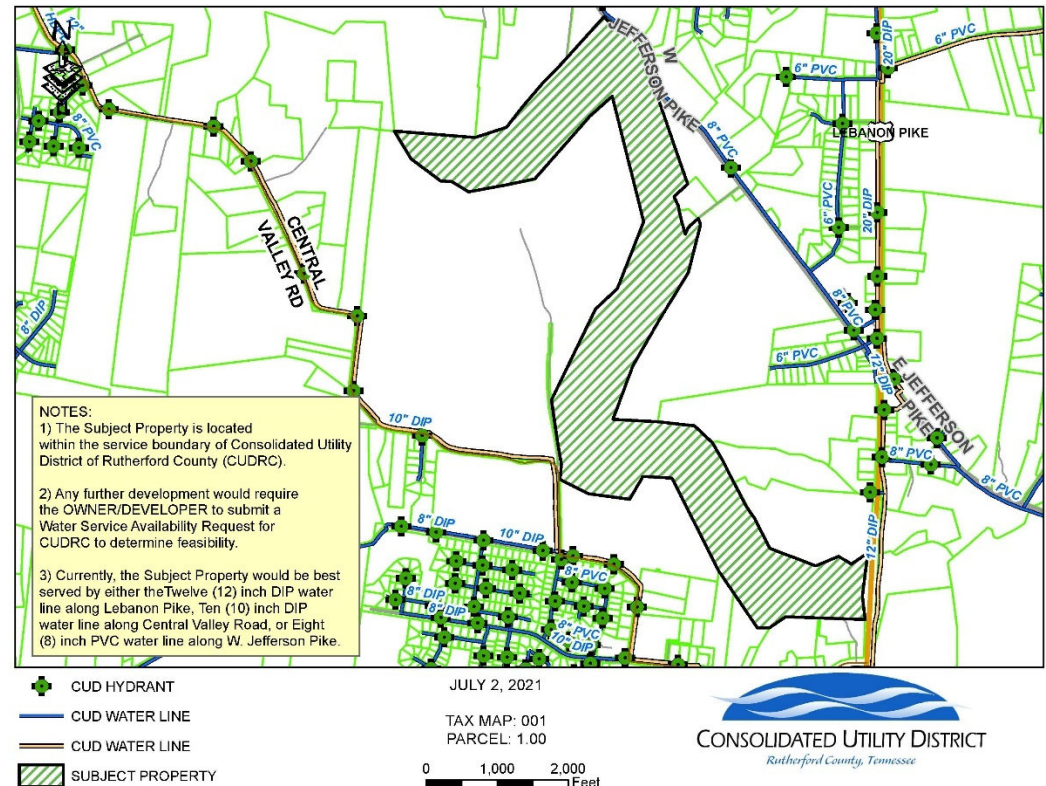 N
12"
8" PVC
W
JEFFERSON PIKE
6" PVC
20" DIP
6" PVC
LEBANON PIKE
8" PVC
6" PVC
20" DIP
CENTRAL
VALLEY RD
8" DIP
8" PVC
6" PVC
12" DIP
E JEFFERSON
PIKE
10" DIP
8" PVC
8" PVC
12" DIP
8" DIP
10" DIP
8" PVC
8" DIP
8" DIP
8" PVC
10" DIP
NOTES:
1) The Subject Property is located
within the service boundary of Consolidated Utility
District of Rutherford County (CUDRC).
2) Any further development would require
the OWNER/DEVELOPER to submit a
Water Service Availability Request for
CUDRC to determine feasibility.
3) Currently, the Subject Property would be best
served by either theTwelve (12) inch DIP water
line along Lebanon Pike, Ten (10) inch DIP
water line along Central Valley Road, or Eight
(8) inch PVC water line along W. Jefferson Pike.
CUD HYDRANT
CUD WATER LINE
CUD WATER LINE
SUBJECT PROPERTY
JULY 2, 2021
TAX MAP: 001
PARCEL: 1.00
0 1,000 2,000
Feet
CONSOLIDATED UTILITY DISTRICT
Rutherford County, Tennessee